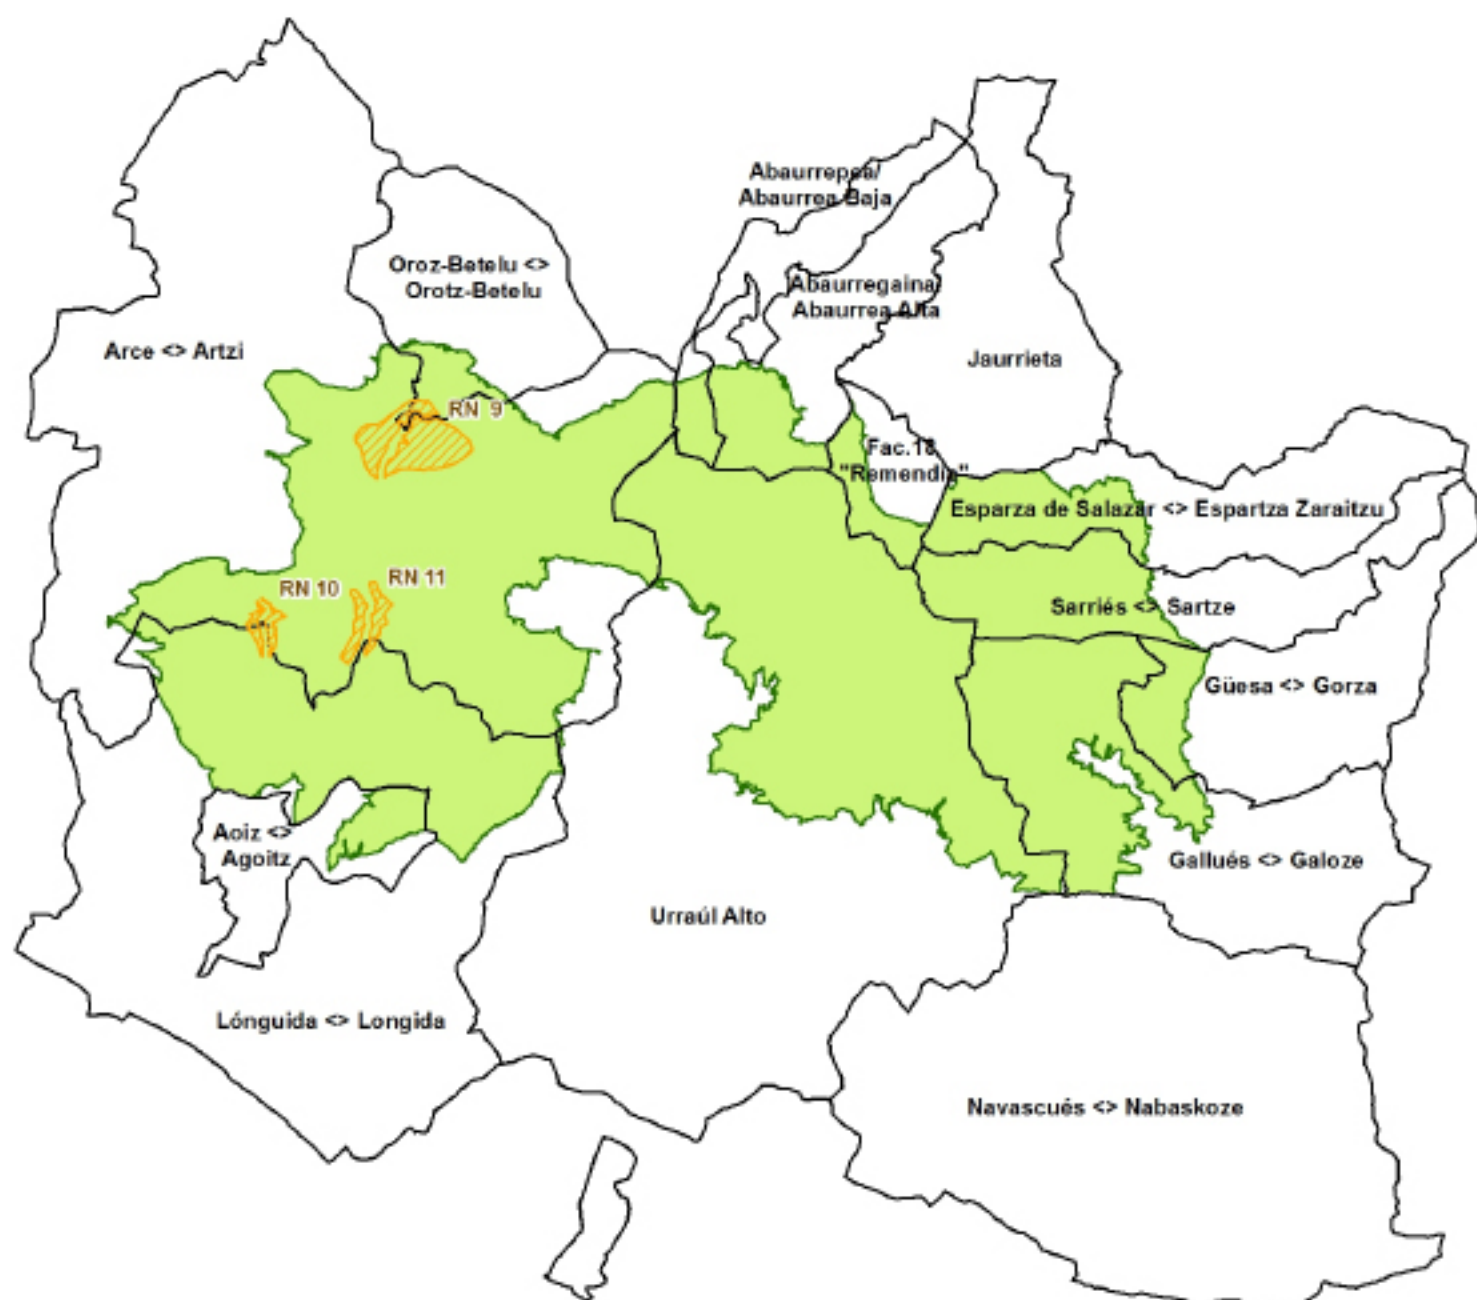 Abaurrepea/
Abaurrea Baja
Oroz-Betelu <>
Orotz-Betelu
Abaurregaina/
Abaurrea Alta
Arce <> Artzi
Jaurrieta
RN 9
Fac.18
"Remendia"
Esparza de Salazar <> Espartza Zaraitzu
RN 10
RN 11
Sarriés <> Sartze
Güesa <> Gorza
Aoiz <>
Agoitz
Gallués <> Galoze
Urraúl Alto
Lónguida <> Longida
Navascués <> Nabaskoze